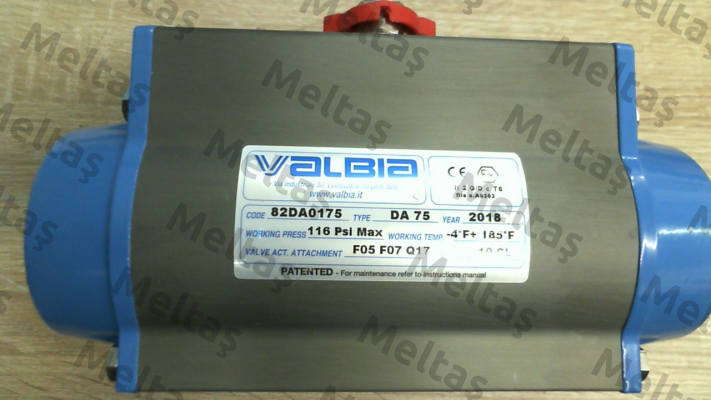 VALBIA
www.valbia.it
CE Ex
II 2 G D c T6
CODE 82DA0175 TYPE DA 75 YEAR 2018
WORKING PRESS 116 Psi Max WORKING TEMP. -4°F+ 185°F
VALVE ACT. ATTACHMENT F05 F07 Q17
PATENTED - For maintenance refer to instructions manual
Meltaş